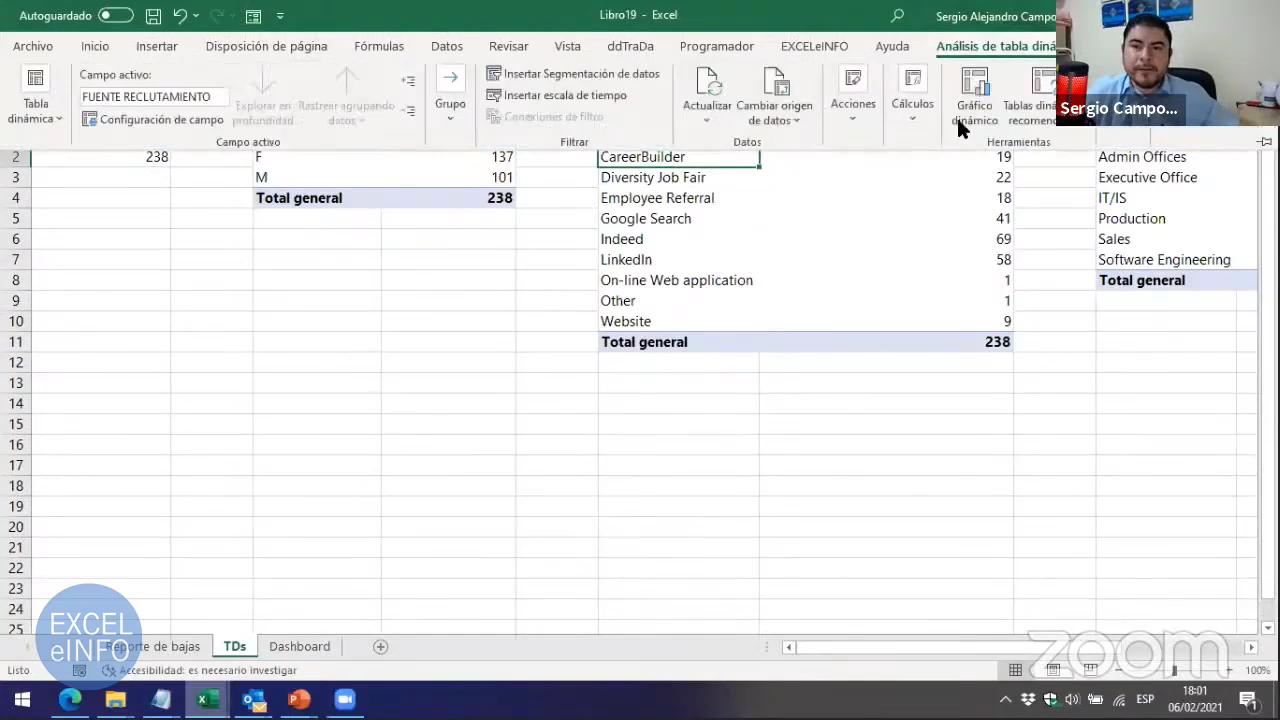 Autoguardado
Libro19 - Excel
Sergio Alejandro Campo
Archivo Inicio Insertar Disposición de página Fórmulas Datos Revisar Vista ddTraDa Programador EXCELeINFO Ayuda Análisis de tabla diná
Tabla dinámica
Campo activo:
FUENTE RECLUTAMIENTO
Configuración de campo
Explorar en profundidad
Rastrear agrupando
Campo activo
Grupo
Insertar Segmentación de datos
Insertar escala de tiempo
Conexiones de filtro
Filtrar
Actualizar
Cambiar origen de datos
Datos
Acciones
Cálculos
Gráfico dinámico
Tablas din
recomen
Herramientas
Sergio Campo...
2 238 F 137 CareerBuilder 19 Admin Offices
3 M 101 Diversity Job Fair 22 Executive Office
4 Total general 238 Employee Referral 18 IT/IS
5 Google Search 41 Production
6 Indeed 69 Sales
7 LinkedIn 58 Software Engineering
8 On-line Web application 1 Total general
9 Other 1
10 Website 9
11 Total general 238
12
13
14
15
16
17
18
19
20
21
22
23
24
25
EXCEL
eINFO
Reporte de bajas TDs Dashboard
zoom
Listo Accesibilidad: es necesario investigar 100%
ESP
18:01
06/02/2021
1